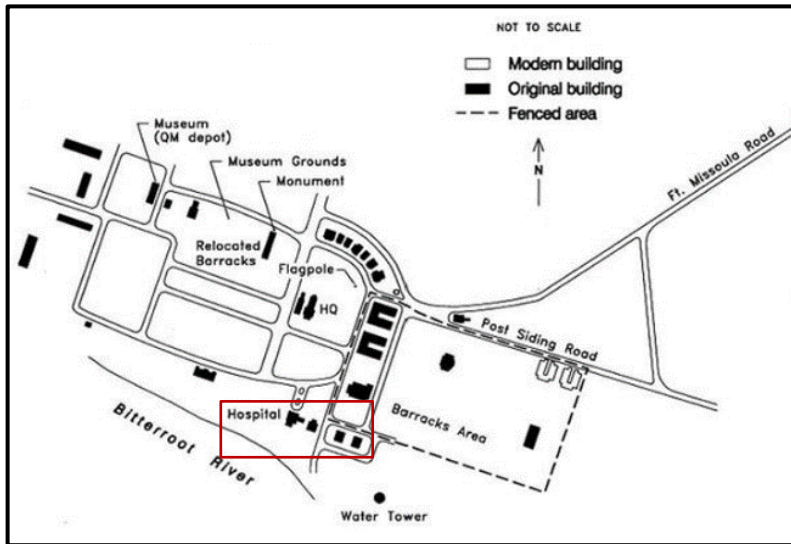 NOT TO SCALE
Modern building
Original building
Fenced area
N
Ft. Missoula Road
Museum
(QM depot)
Museum Grounds
Monument
Relocated
Barracks
Flagpole
HQ
Post Siding Road
Barracks Area
Hospital
Bitterroot River
Water Tower